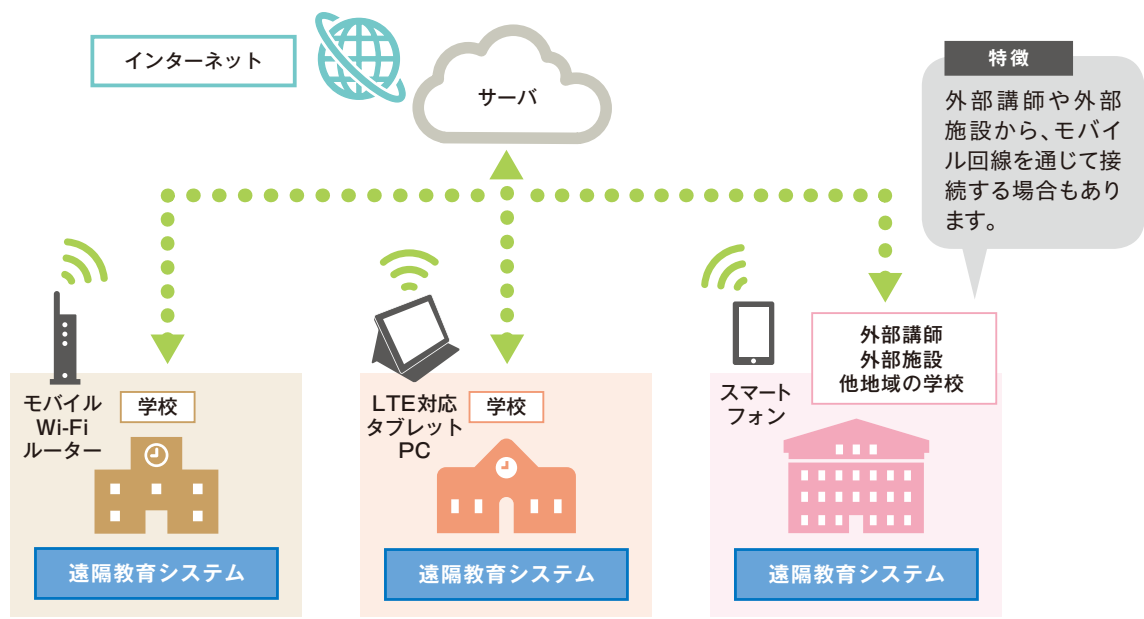 インターネット
サーバ
特徴
外部講師や外部
施設から、モバイ
ル回線を通じて接
続する場合もあり
ます。
モバイル
Wi-Fi
ルーター
学校
遠隔教育システム
LTE対応
タブレット
PC
学校
遠隔教育システム
スマート
フォン
外部講師
外部施設
他地域の学校
遠隔教育システム